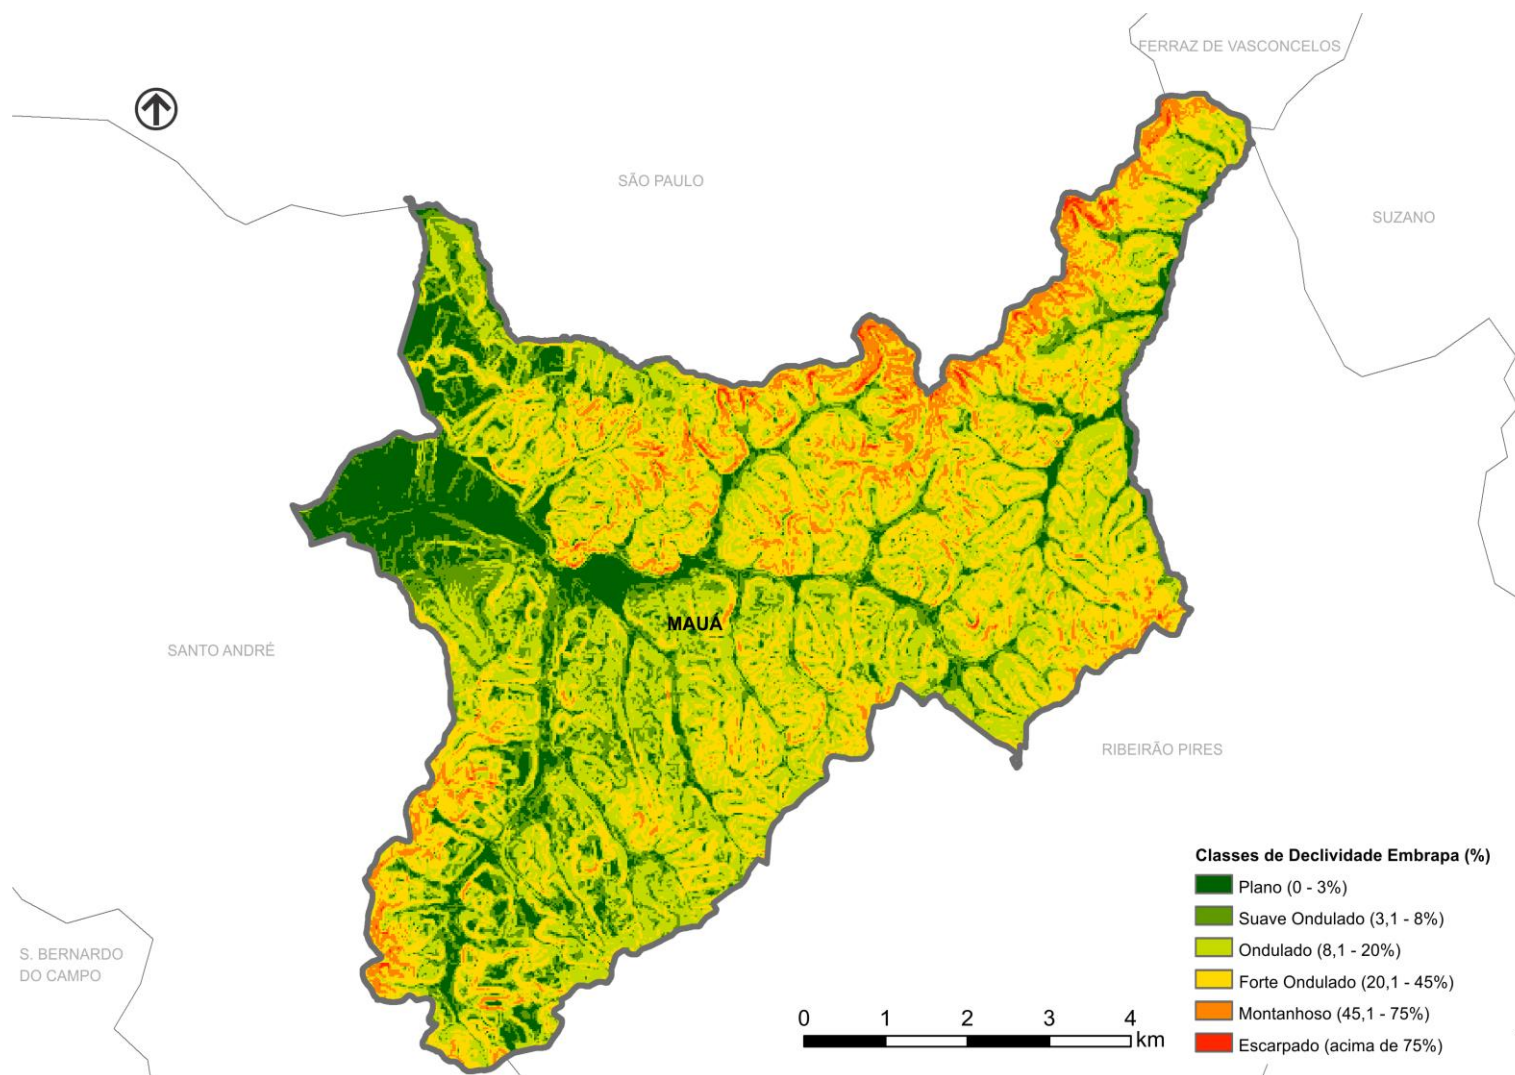 FERRAZ DE VASCONCELOS
SÃO PAULO
SUZANO
MAUÁ
SANTO ANDRÉ
RIBEIRÃO PIRES
S. BERNARDO
DO CAMPO
Classes de Declividade Embrapa (%)
Plano (0 - 3%)
Suave Ondulado (3,1 - 8%)
Ondulado (8,1 - 20%)
Forte Ondulado (20,1 - 45%)
Montanhoso (45,1 - 75%)
Escarpado (acima de 75%)
0 1 2 3 4
km